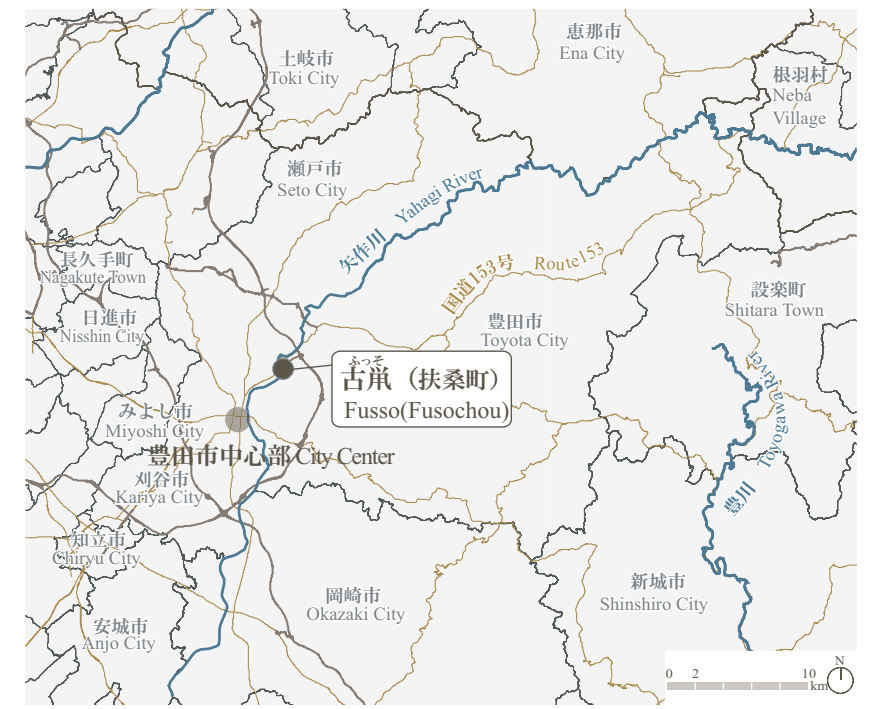 恵那市
Ena City
土岐市
Toki City
根羽村
Neba
Village
瀬戸市
Seto City
矢作川 Yahagi River
国道153号 Route153
長久手町
Nagakute Town
日進市
Nisshin City
設楽町
Shitara Town
豊田市
Toyota City
ふっそ
（扶桑町）
Fusso(Fusochou)
みよし市
Miyoshi City
豊田市中心部 City Center
刈谷市
Kariya City
豊川 Toyogawa River
知立市
Chiryu City
岡崎市
Okazaki City
新城市
Shinshiro City
安城市
Anjo City
0 2 10
km
N